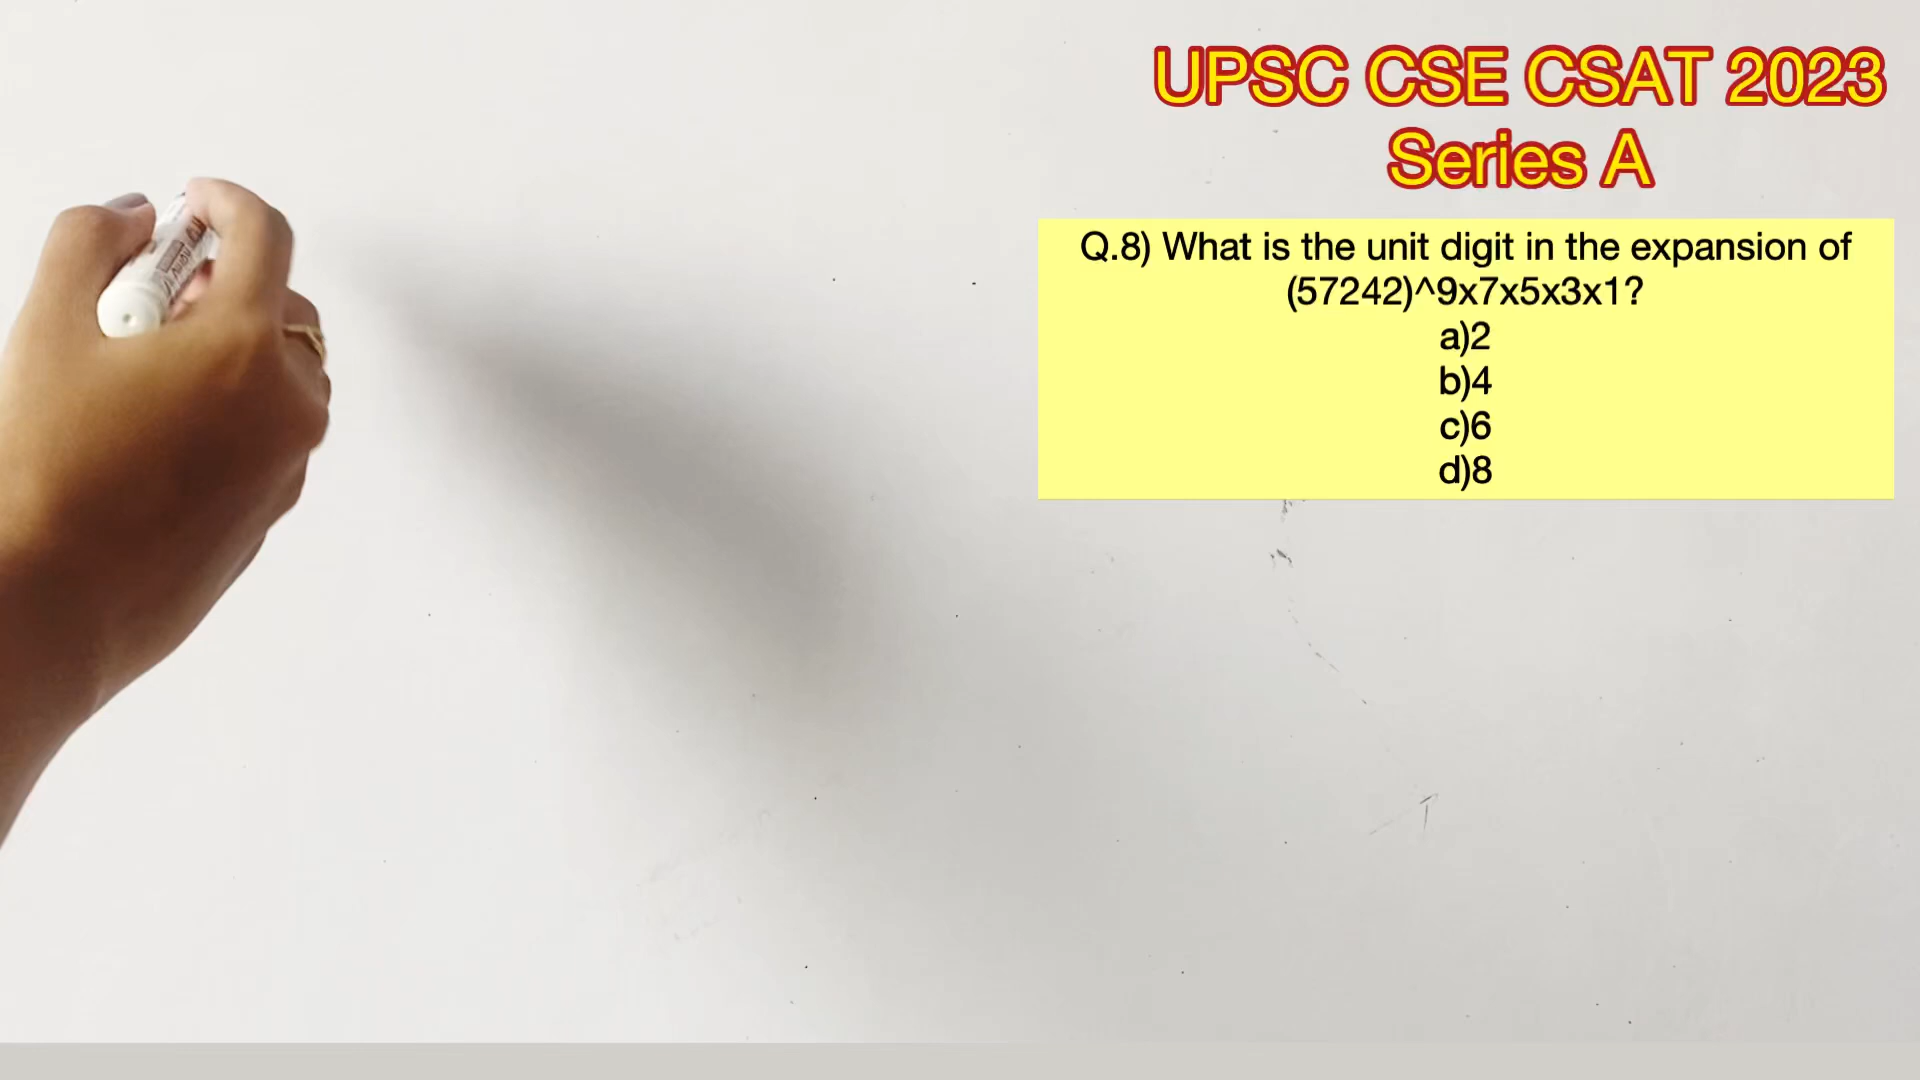 UPSC CSE CSAT 2023
Series A
Q.8) What is the unit digit in the expansion of
(57242)^9x7x5x3x1?
a)2
b)4
c)6
d)8